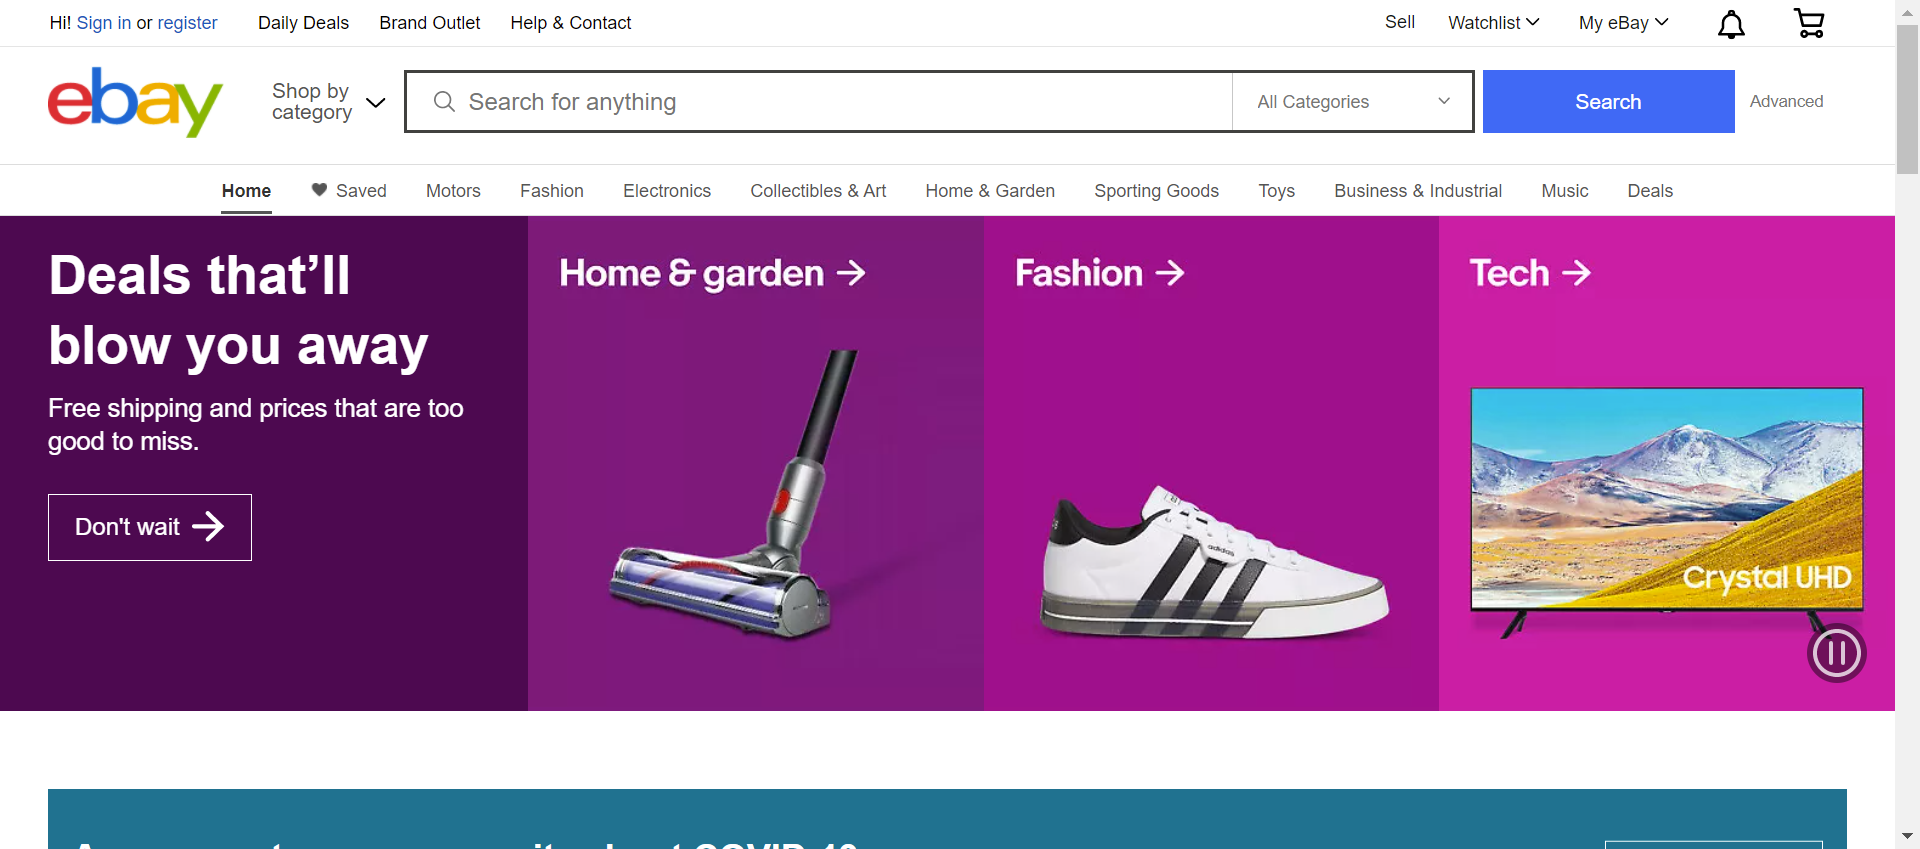 Hi! Sign in or register
Daily Deals
Brand Outlet
Help & Contact
Sell
Watchlist
My eBay
ebay
Shop by
category
Search for anything
All Categories
Search
Advanced
Home
Saved
Motors
Fashion
Electronics
Collectibles & Art
Home & Garden
Sporting Goods
Toys
Business & Industrial
Music
Deals
Deals that’ll
blow you away
Free shipping and prices that are too
good to miss.
Don't wait
Home & garden
Fashion
adidas
Tech
Crystal UHD